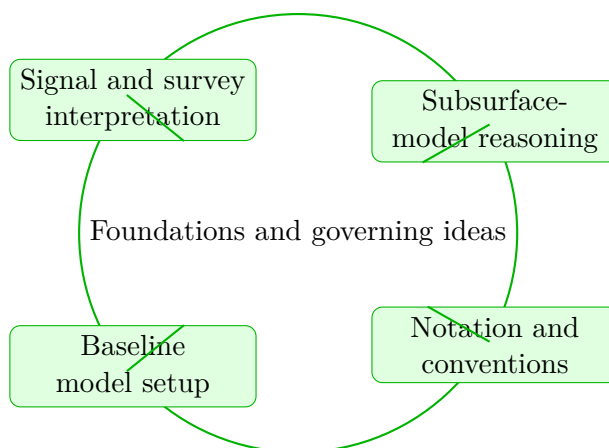 Signal and survey
interpretation
Subsurface-
model reasoning
Foundations and governing ideas
Baseline
model setup
Notation and
conventions